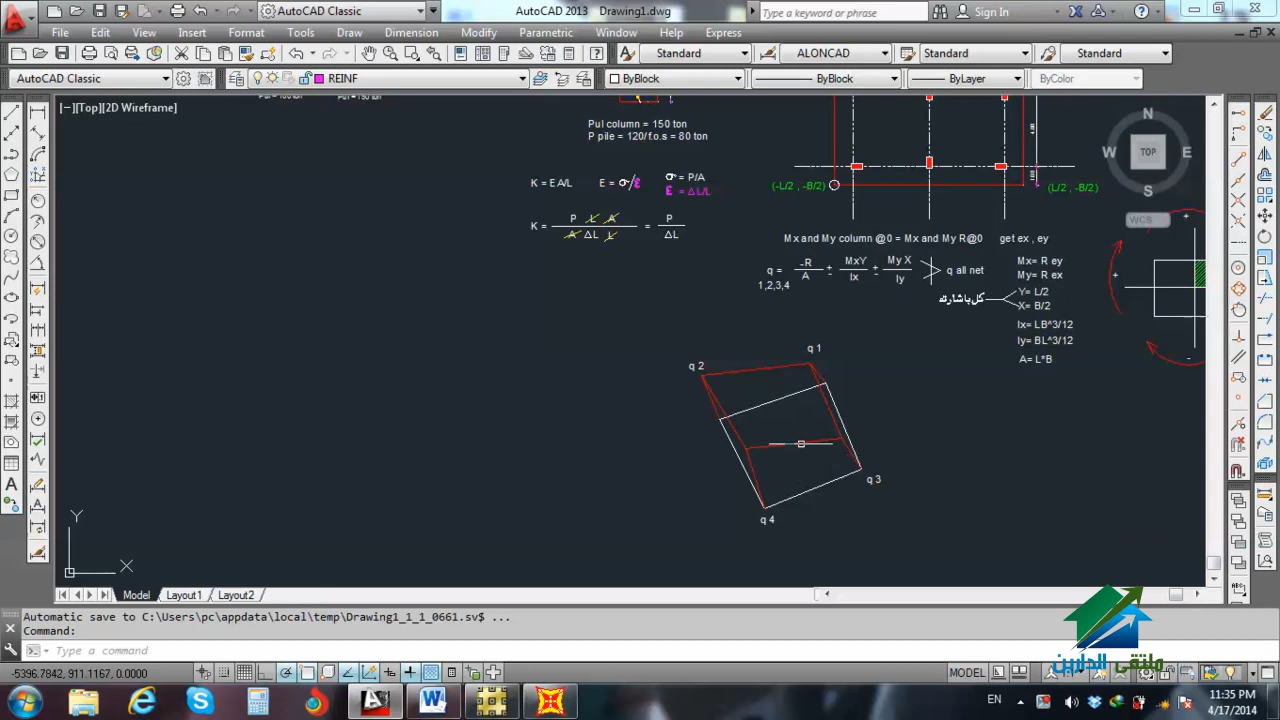 AutoCAD Classic
AutoCAD 2013 Drawing1.dwg
Type a keyword or phrase
Sign In
File Edit View Insert Format Tools Draw Dimension Modify Parametric Window Help Express
Standard
ALONCAD
Standard
Standard
AutoCAD Classic
REINF
ByBlock
ByBlock
ByLayer
ByColor
[−][Top][2D Wireframe]
N
W TOP E
S
WCS
Pul column = 150 ton
P pile = 120/f.o.s = 80 ton
K = EA/L E = σ/ε σ = P/A
ε = ΔL/L
K = P L A / A ΔL L = P / ΔL
(-L/2 , -B/2)
(L/2 , -B/2)
Mx and My column @0 = Mx and My R@0 get ex , ey
q = -R/A ± MxY/Ix ± My X/Iy > q all net
1,2,3,4
Mx= R ey
My= R ex
كل باشارته
Y= L/2
X= B/2
Ix= LB^3/12
Iy= BL^3/12
A= L*B
+
+
-
q 1
q 2
q 3
q 4
Y
X
Model Layout1 Layout2
Automatic save to C:\Users\pc\appdata\local\temp\Drawing1_1_1_0661.sv$ ...
Command:
Type a command
-5396.7842, 911.1167, 0.0000
MODEL
ملتقى الدارين
EN
11:35 PM
4/17/2014